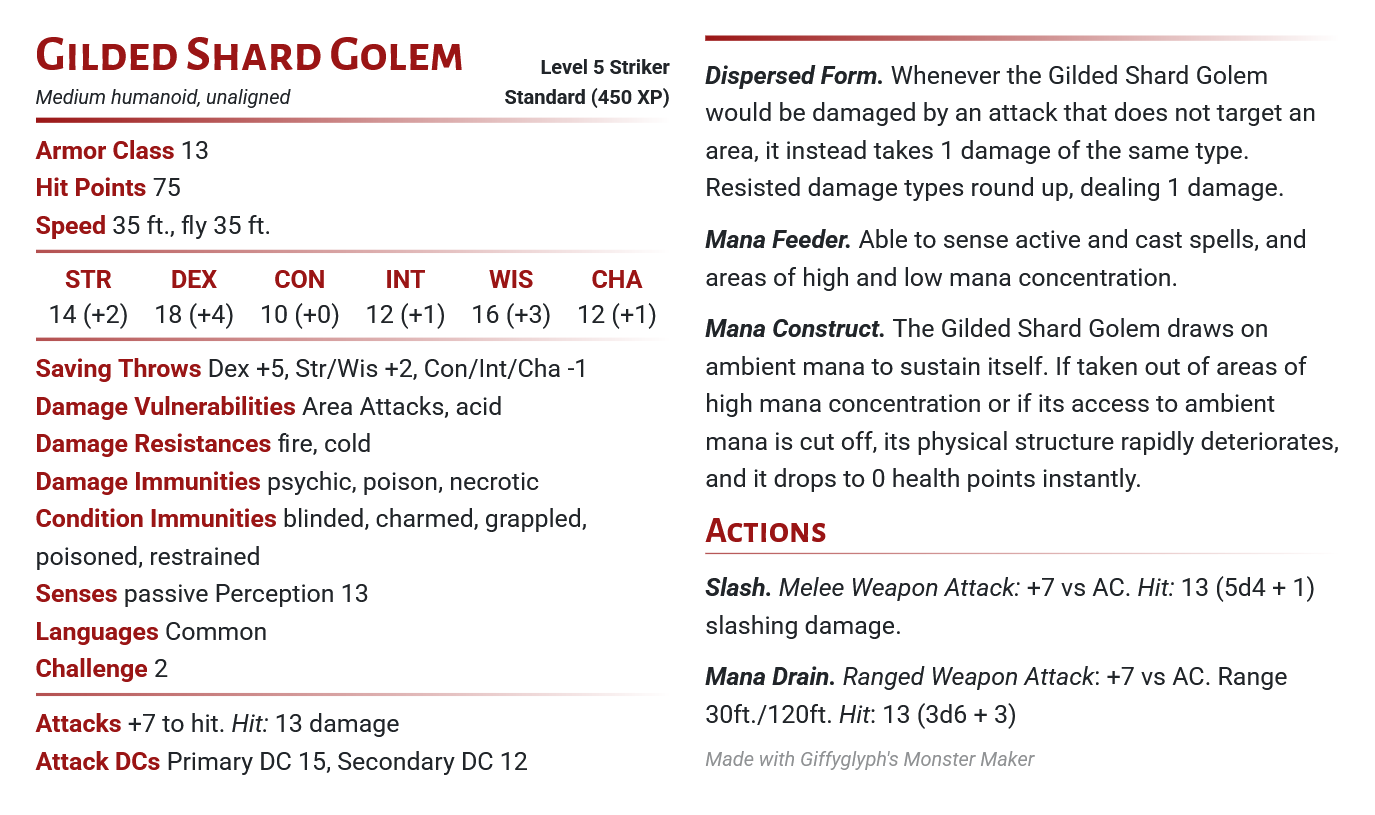 Gilded Shard Golem
Level 5 Striker
Medium humanoid, unaligned
Standard (450 XP)
Armor Class 13
Hit Points 75
Speed 35 ft., fly 35 ft.
STR DEX CON INT WIS CHA
14 (+2) 18 (+4) 10 (+0) 12 (+1) 16 (+3) 12 (+1)
Saving Throws Dex +5, Str/Wis +2, Con/Int/Cha -1
Damage Vulnerabilities Area Attacks, acid
Damage Resistances fire, cold
Damage Immunities psychic, poison, necrotic
Condition Immunities blinded, charmed, grappled,
poisoned, restrained
Senses passive Perception 13
Languages Common
Challenge 2
Attacks +7 to hit. Hit: 13 damage
Attack DCs Primary DC 15, Secondary DC 12
Dispersed Form. Whenever the Gilded Shard Golem
would be damaged by an attack that does not target an
area, it instead takes 1 damage of the same type.
Resisted damage types round up, dealing 1 damage.
Mana Feeder. Able to sense active and cast spells, and
areas of high and low mana concentration.
Mana Construct. The Gilded Shard Golem draws on
ambient mana to sustain itself. If taken out of areas of
high mana concentration or if its access to ambient
mana is cut off, its physical structure rapidly deteriorates,
and it drops to 0 health points instantly.
Actions
Slash. Melee Weapon Attack: +7 vs AC. Hit: 13 (5d4 + 1)
slashing damage.
Mana Drain. Ranged Weapon Attack: +7 vs AC. Range
30ft./120ft. Hit: 13 (3d6 + 3)
Made with Giffyglyph's Monster Maker